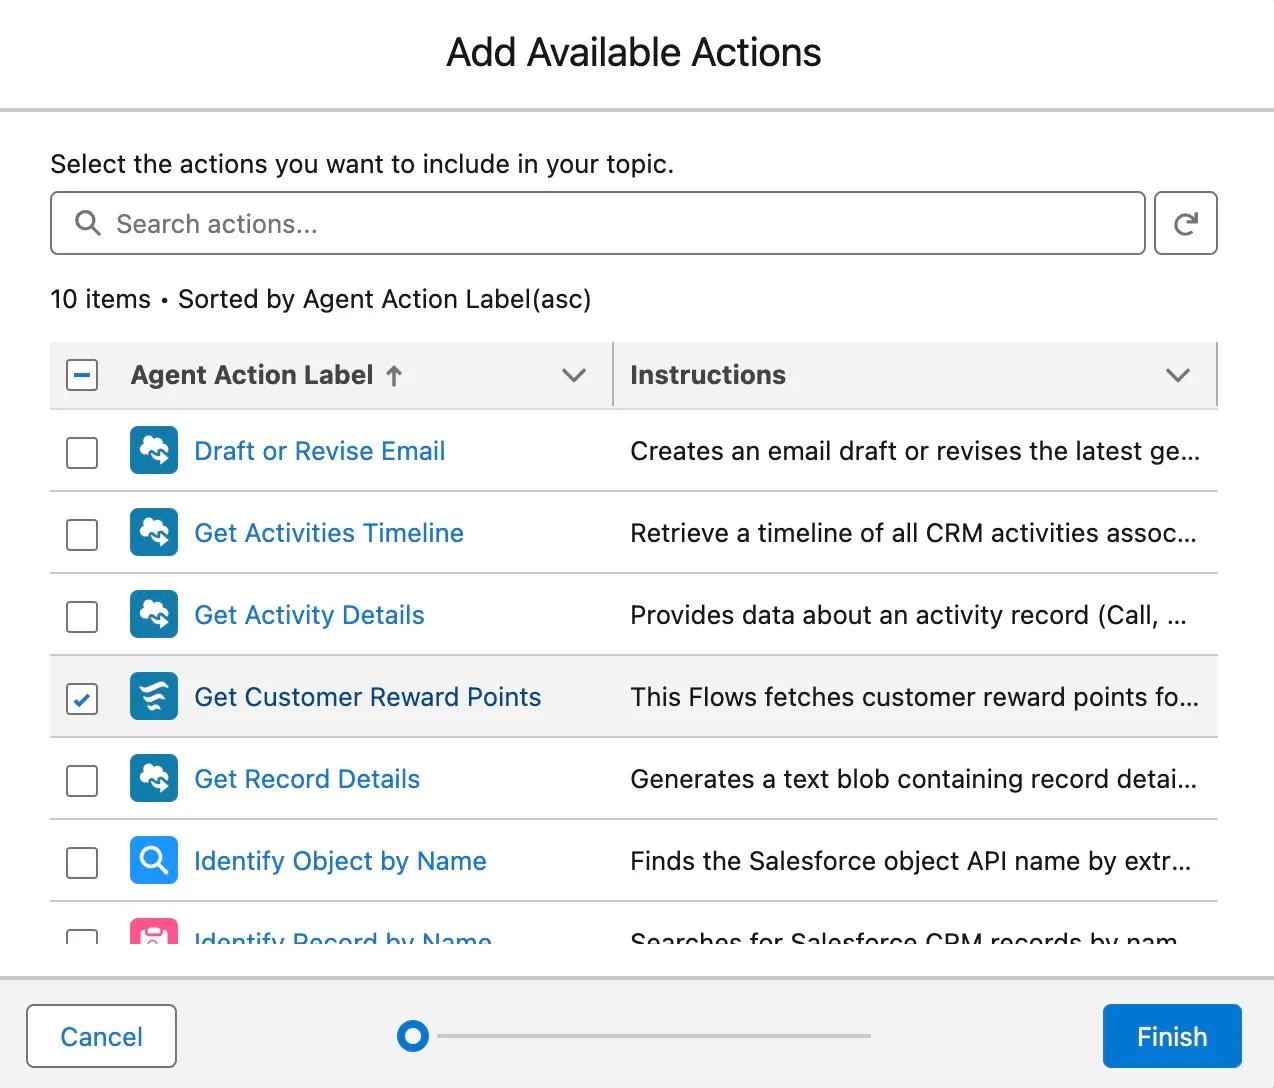 Add Available Actions
Select the actions you want to include in your topic.
Search actions...
10 items • Sorted by Agent Action Label(asc)
Agent Action Label ↑ Instructions
Draft or Revise Email Creates an email draft or revises the latest ge...
Get Activities Timeline Retrieve a timeline of all CRM activities assoc...
Get Activity Details Provides data about an activity record (Call, ...
Get Customer Reward Points This Flows fetches customer reward points fo...
Get Record Details Generates a text blob containing record detai...
Identify Object by Name Finds the Salesforce object API name by extr...
Identify Record by Name Searches for Salesforce CRM records by nam
Cancel Finish